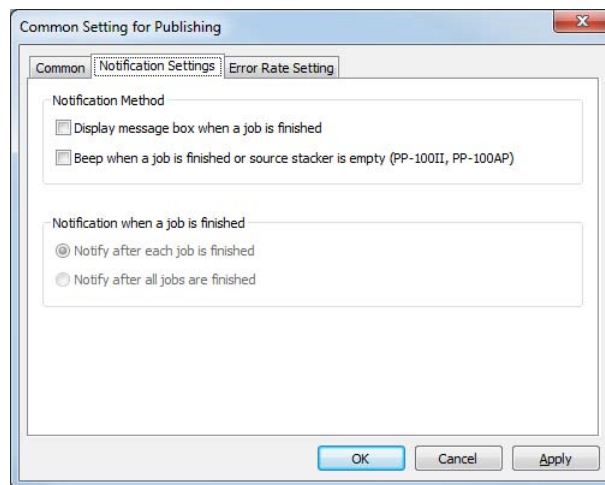 Common Setting for Publishing
Common
Notification Settings
Error Rate Setting
Notification Method
Display message box when a job is finished
Beep when a job is finished or source stacker is empty (PP-100II, PP-100AP)
Notification when a job is finished
Notify after each job is finished
Notify after all jobs are finished
OK
Cancel
Apply